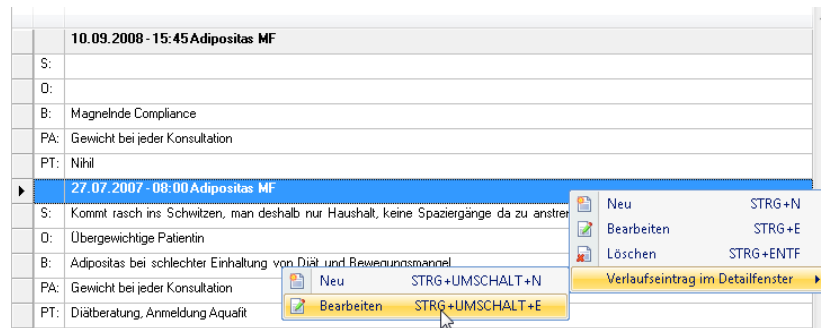 10.09.2008 - 15:45 Adipositas MF
S:
O:
B: Magnelnde Compliance
PA: Gewicht bei jeder Konsultation
PT: Nihil
27.07.2007 - 08:00 Adipositas MF
S: Kommt rasch ins Schwitzen, man deshalb nur Haushalt, keine Spaziergänge da zu
O: Übergewichtige Patientin
B: Adipositas bei schlechter Einhaltung von Diät und Bewegungsmangel
PA: Gewicht bei jeder Konsultation
PT: Diätberatung, Anmeldung Aquafit
Neu STRG+N
Bearbeiten STRG+E
Löschen STRG+ENTF
Verlaufseintrag im Detailfenster
Neu STRG+UMSCHALT+N
Bearbeiten STRG+UMSCHALT+E